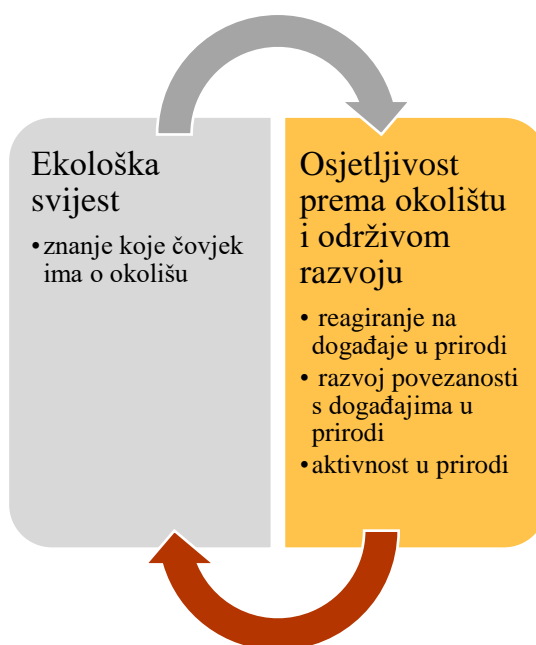 Ekološka
svijest
•znanje koje čovjek
ima o okolišu
Osjetljivost
prema okolištu
i održivom
razvoju
• reagiranje na
događaje u prirodi
• razvoj povezanosti
s događajima u
prirodi
•aktivnost u prirodi